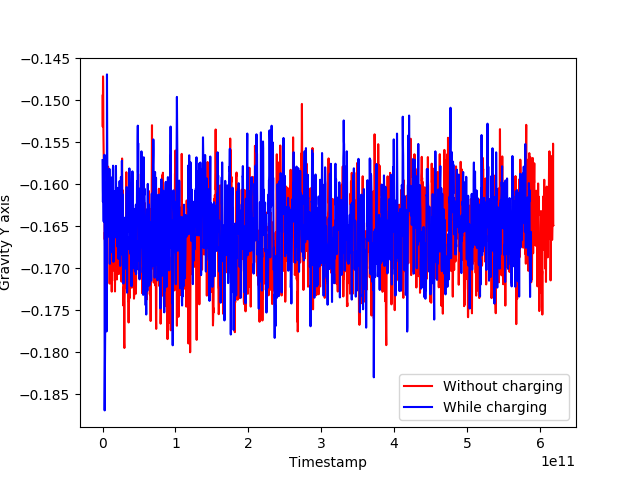 −0.145
−0.150
−0.155
−0.160
−0.165
−0.170
−0.175
−0.180
−0.185
Gravity Y axis
0 1 2 3 4 5 6
1e11
Timestamp
Without charging
While charging